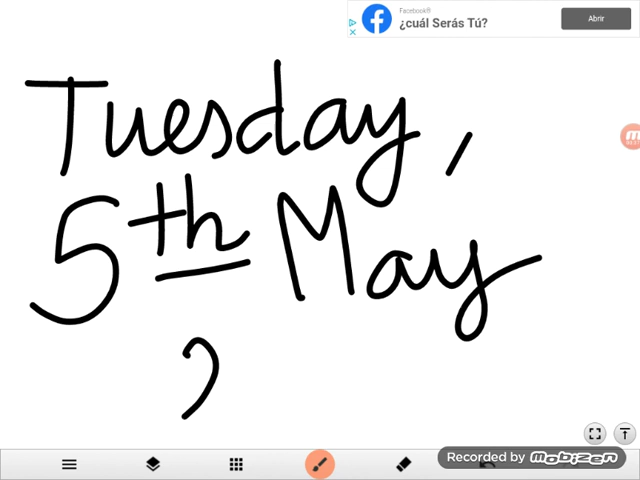 Facebook®
¿cuál Serás Tú?
Abrir
Tuesday,
5th May
,
Recorded by mobizen